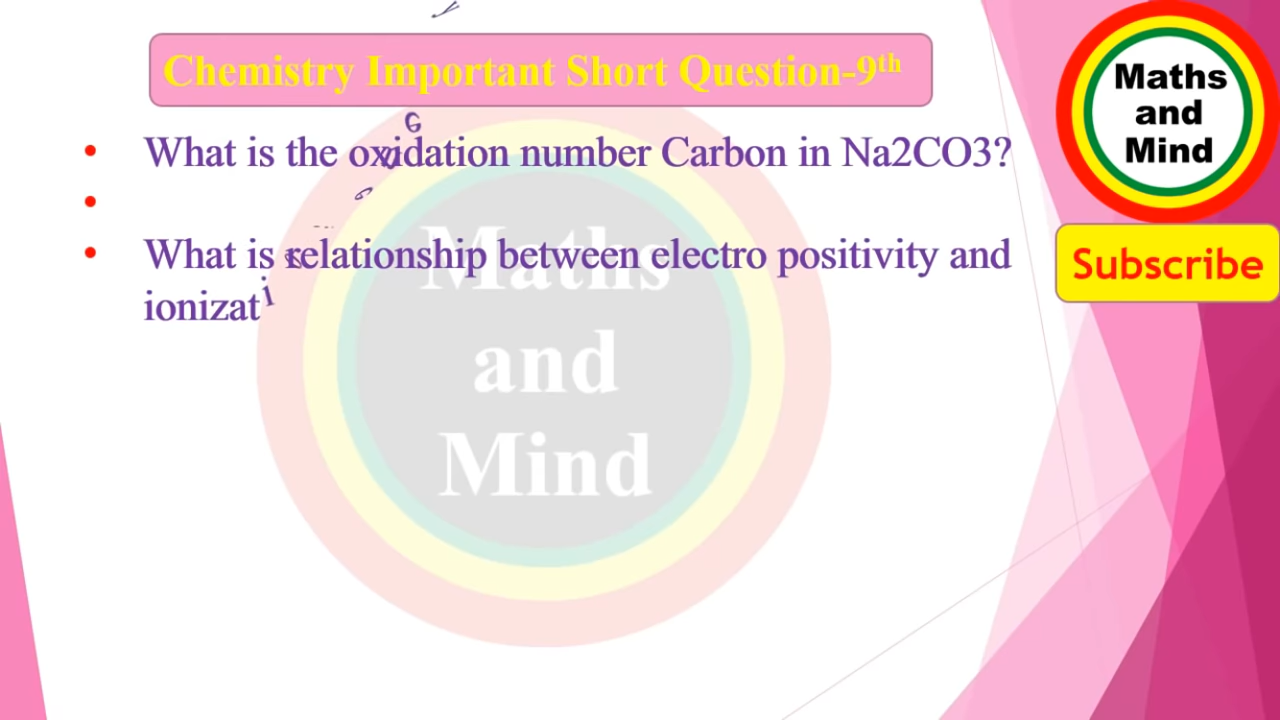 Chemistry Important Short Question-9th
What is the oxidation number Carbon in Na2CO3?
What is relationship between electro positivity and
ionizati
Maths
and
Mind
Subscribe
Maths
and
Mind